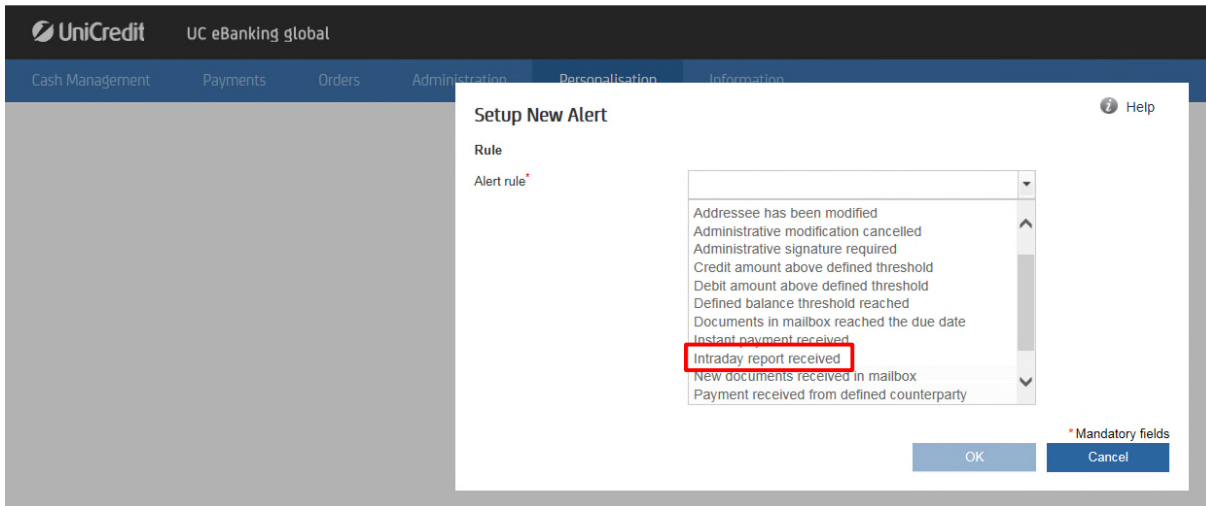 UniCredit UC eBanking global
Cash Management Payments Orders Administration Personalisation Information
Setup New Alert
i Help
Rule
Alert rule*
Addressee has been modified
Administrative modification cancelled
Administrative signature required
Credit amount above defined threshold
Debit amount above defined threshold
Defined balance threshold reached
Documents in mailbox reached the due date
Instant payment received
Intraday report received
New documents received in mailbox
Payment received from defined counterparty
* Mandatory fields
OK Cancel